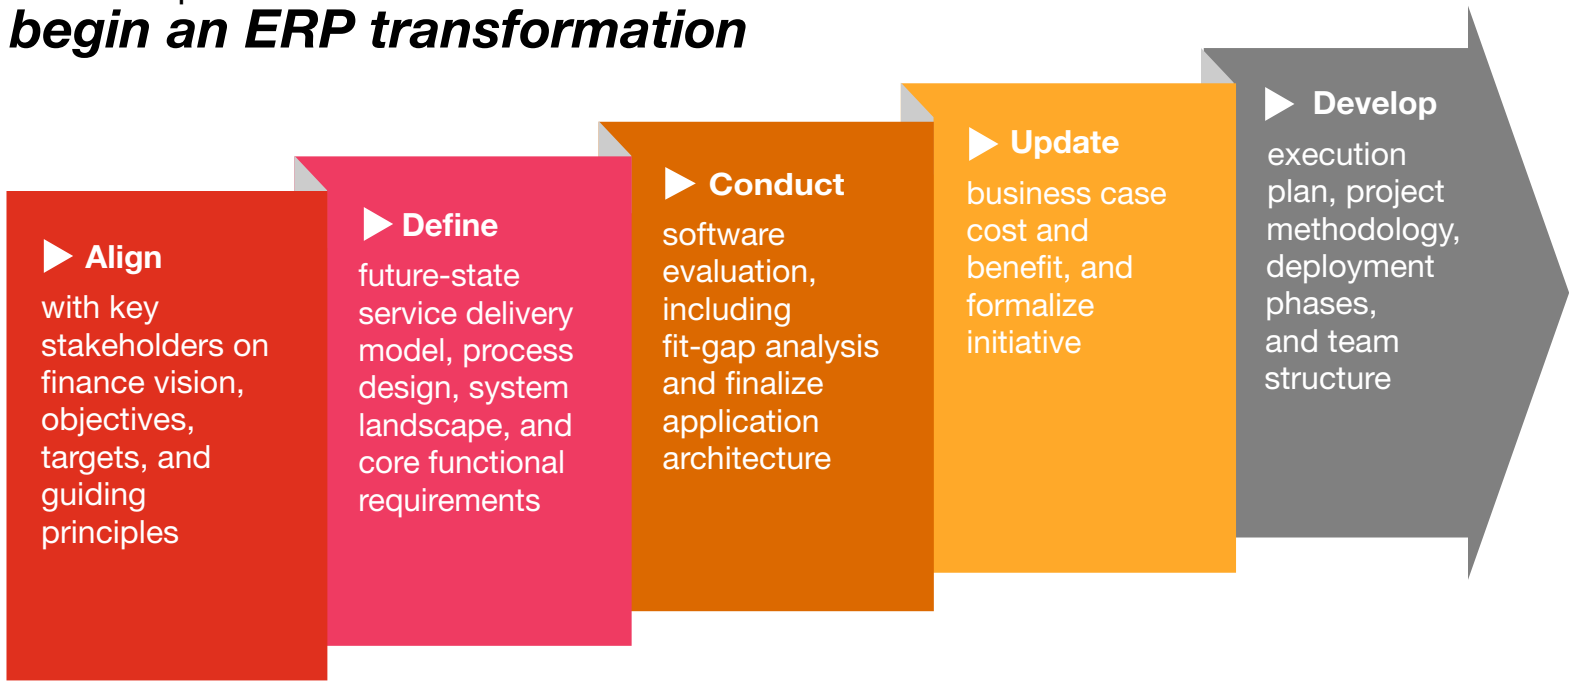 begin an ERP transformation
Align
with key
stakeholders on
finance vision,
objectives,
targets, and
guiding
principles
Define
future-state
service delivery
model, process
design, system
landscape, and
core functional
requirements
Conduct
software
evaluation,
including
fit-gap analysis
and finalize
application
architecture
Update
business case
cost and
benefit, and
formalize
initiative
Develop
execution
plan, project
methodology,
deployment
phases,
and team
structure